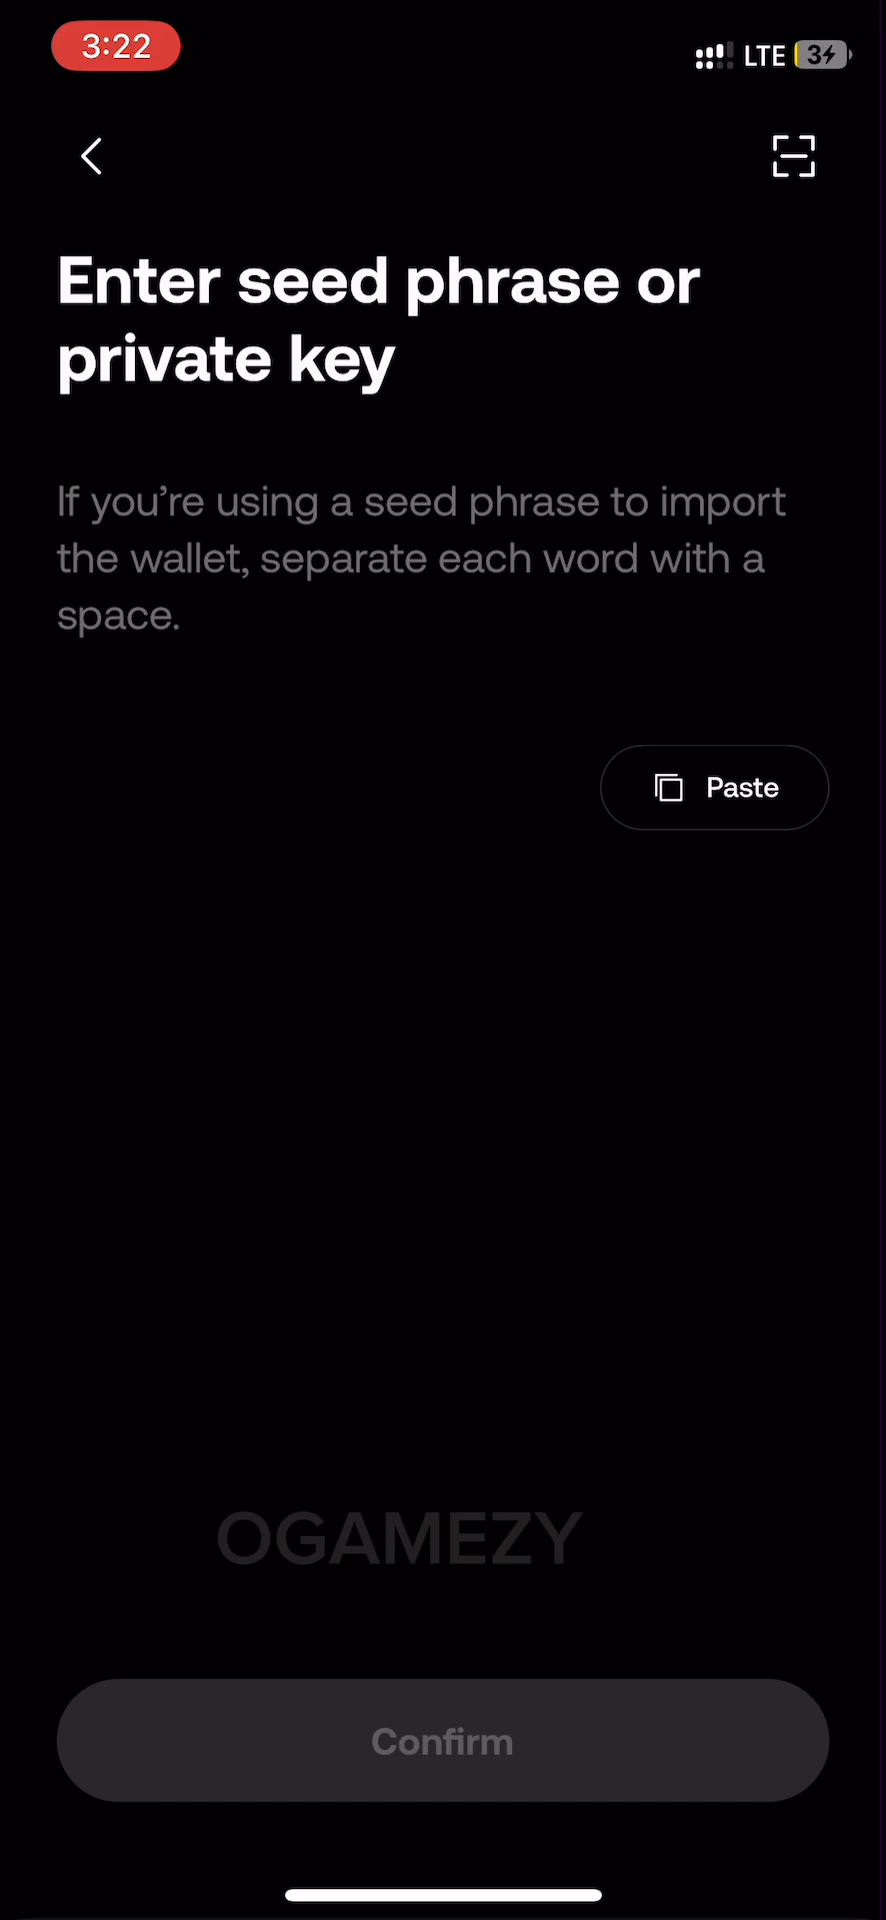 3:22
LTE 3
Enter seed phrase or
private key
If you’re using a seed phrase to import
the wallet, separate each word with a
space.
Paste
OGAMEZY
Confirm